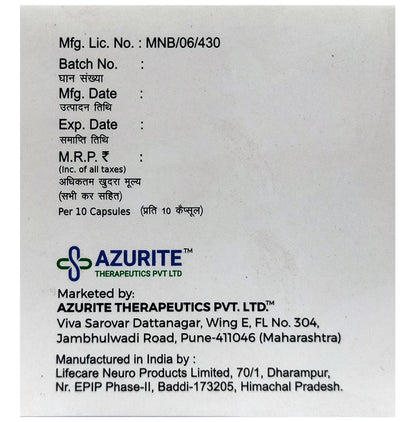 Mfg. Lic. No. : MNB/06/430
Batch No. :
घान संख्या
Mfg. Date :
उत्पादन तिथि
Exp. Date :
समाप्ति तिथि
M.R.P. ₹ :
(Inc. of all taxes)
अधिकतम खुदरा मूल्य
(सभी कर सहित)
Per 10 Capsules (प्रति 10 कैप्सूल)
AZURITE™
THERAPEUTICS PVT LTD
Marketed by:
AZURITE THERAPEUTICS PVT. LTD.™
Viva Sarovar Dattanagar, Wing E, FL No. 304,
Jambhulwadi Road, Pune-411046 (Maharashtra)
Manufactured in India by :
Lifecare Neuro Products Limited, 70/1, Dharampur,
Nr. EPIP Phase-II, Baddi-173205, Himachal Pradesh.